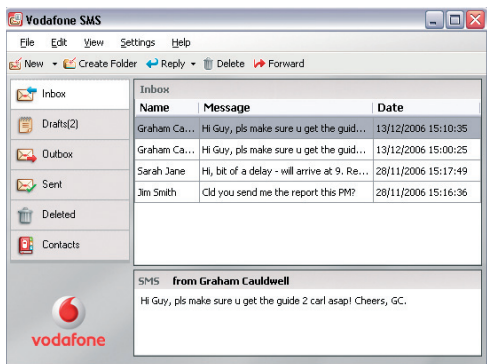 Vodafone SMS
File Edit View Settings Help
New Create Folder Reply Delete Forward
Inbox
Drafts(2)
Outbox
Sent
Deleted
Contacts
vodafone
Inbox
Name Message Date
Graham Ca... Hi Guy, pls make sure u get the guid... 13/12/2006 15:10:35
Graham Ca... Hi Guy, pls make sure u get the guid... 13/12/2006 15:00:25
Sarah Jane Hi, bit of a delay - will arrive at 9. Re... 28/11/2006 15:17:49
Jim Smith Cld you send me the report this PM? 28/11/2006 15:16:36
SMS from Graham Cauldwell
Hi Guy, pls make sure u get the guide 2 carl asap! Cheers, GC.